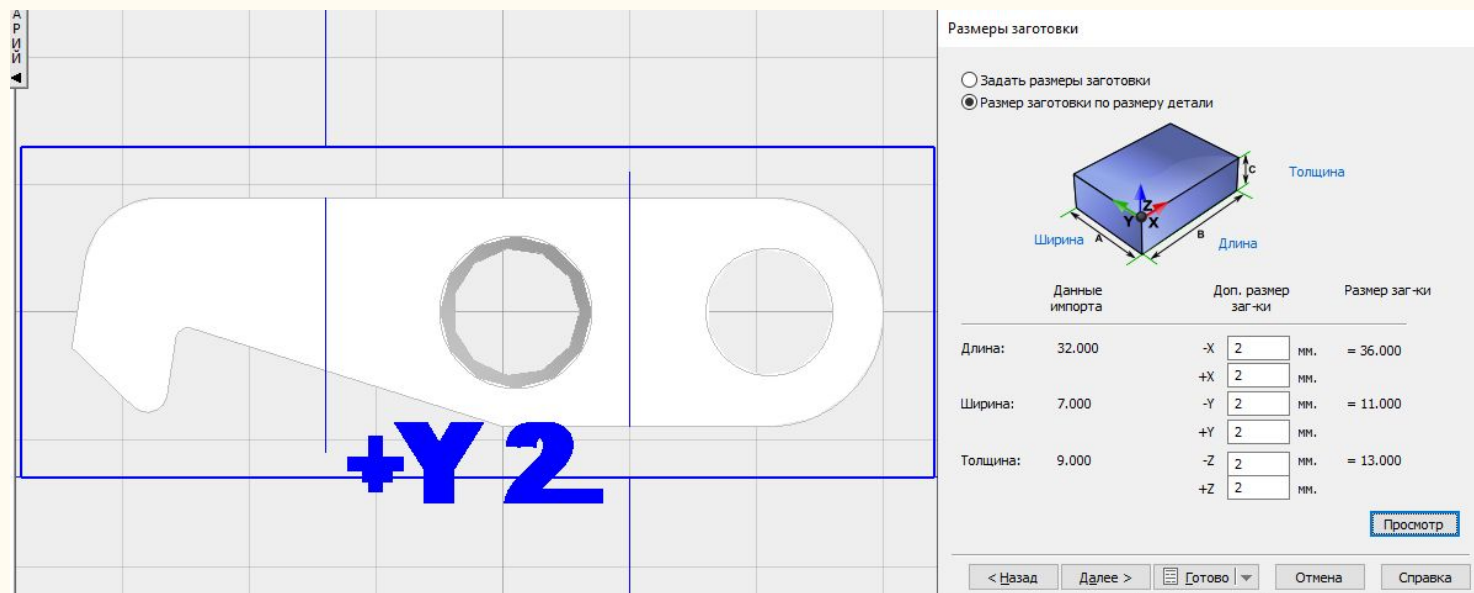 А
Р
И
Й
+Y 2
Размеры заготовки
Задать размеры заготовки
Размер заготовки по размеру детали
C
Толщина
Z
Y X
Ширина A
B
Длина
Данные импорта
Доп. размер заг-ки
Размер заг-ки
Длина: 32.000 -X 2 мм. = 36.000
+X 2 мм.
Ширина: 7.000 -Y 2 мм. = 11.000
+Y 2 мм.
Толщина: 9.000 -Z 2 мм. = 13.000
+Z 2 мм.
Просмотр
< Назад Далее > Готово Отмена Справка